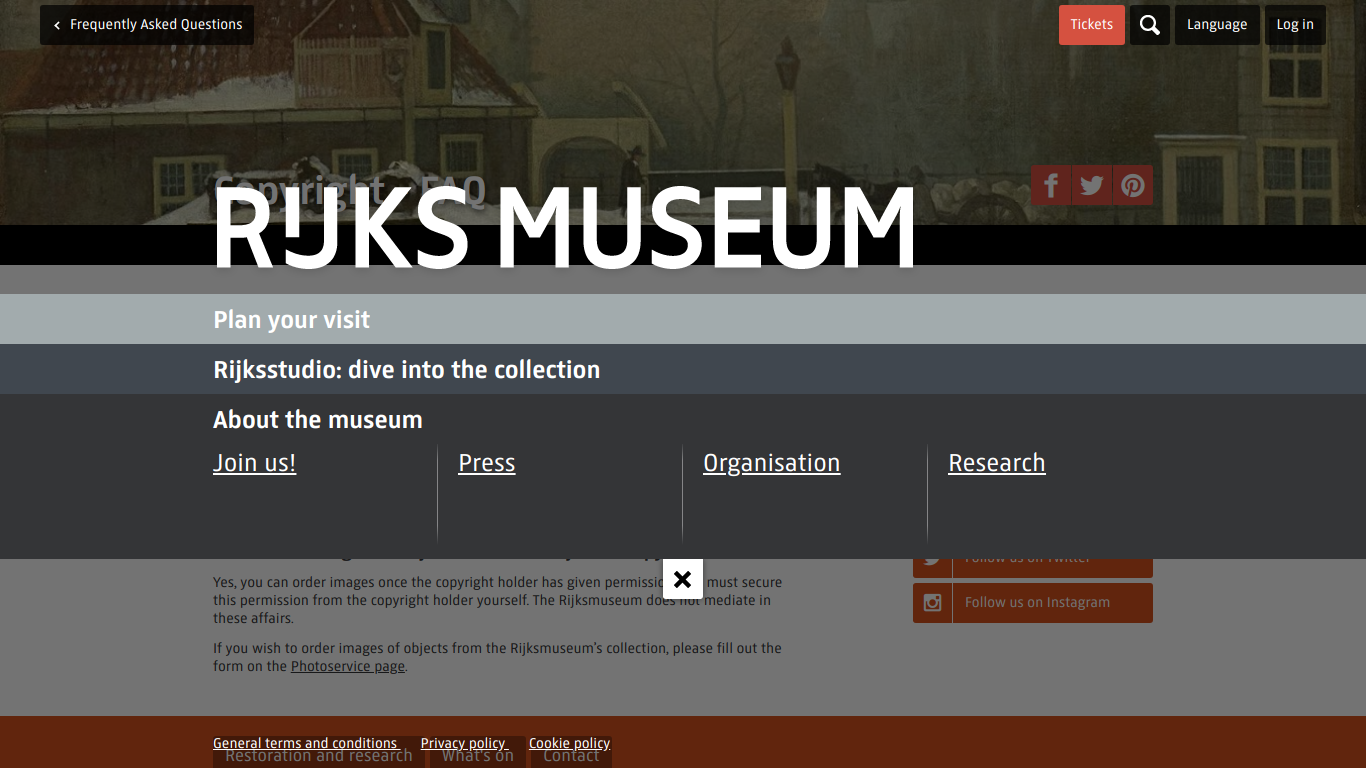 Frequently Asked Questions
Tickets
Language
Log in
Copyright - FAQ
RIJKS MUSEUM
Plan your visit
Rijksstudio: dive into the collection
About the museum
Join us!
Press
Organisation
Research
Follow us on Twitter
Yes, you can order images once the copyright holder has given permission must secure
this permission from the copyright holder yourself. The Rijksmuseum does not mediate in
these affairs.
Follow us on Instagram
If you wish to order images of objects from the Rijksmuseum's collection, please fill out the
form on the Photoservice page.
General terms and conditions
Privacy policy
Cookie policy
Restoration and research
What's on
Contact